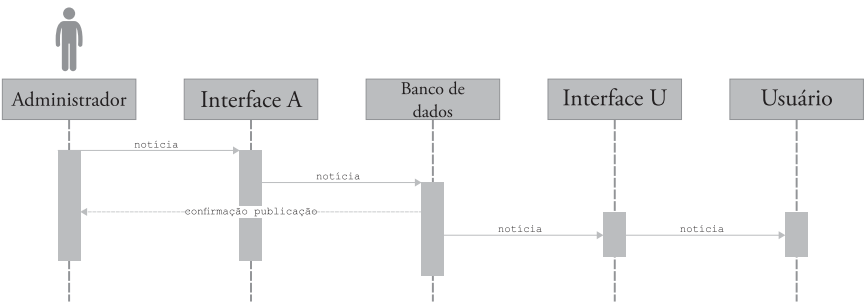 Administrador
Interface A
Banco de
dados
Interface U
Usuário
notícia
notícia
confirmação publicação
notícia
notícia